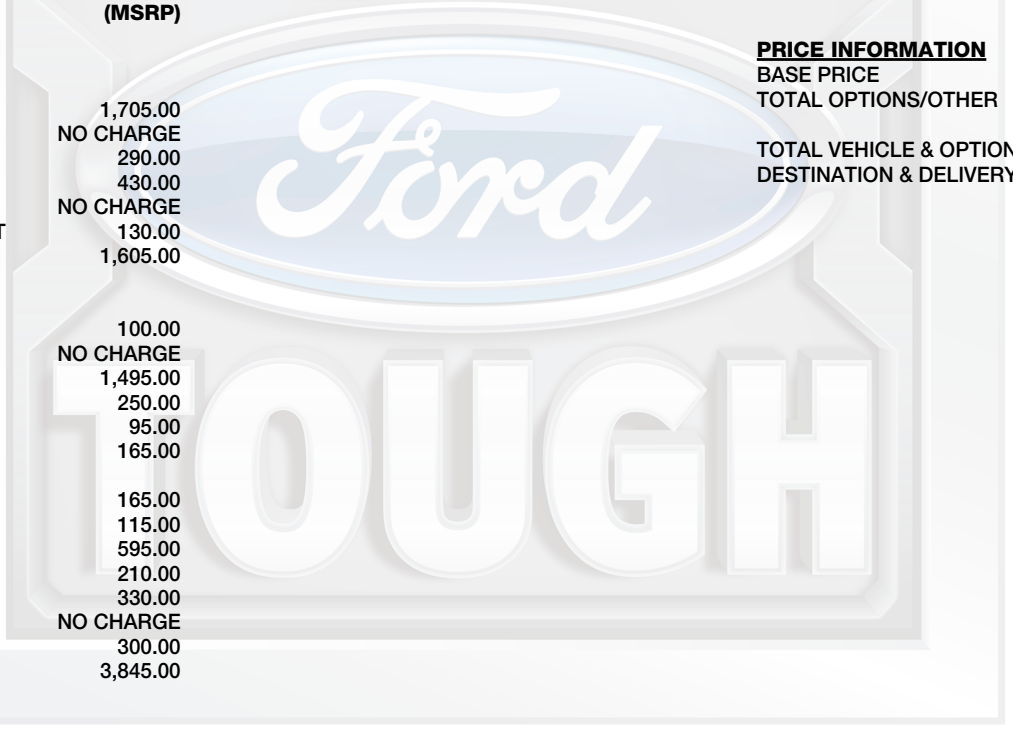 (MSRP)
1,705.00
NO CHARGE
290.00
430.00
NO CHARGE
T
130.00
1,605.00
100.00
NO CHARGE
1,495.00
250.00
95.00
165.00
165.00
115.00
595.00
210.00
330.00
NO CHARGE
300.00
3,845.00
PRICE INFORMATION
BASE PRICE
TOTAL OPTIONS/OTHER
TOTAL VEHICLE & OPTION
DESTINATION & DELIVERY
Ford
TOUGH